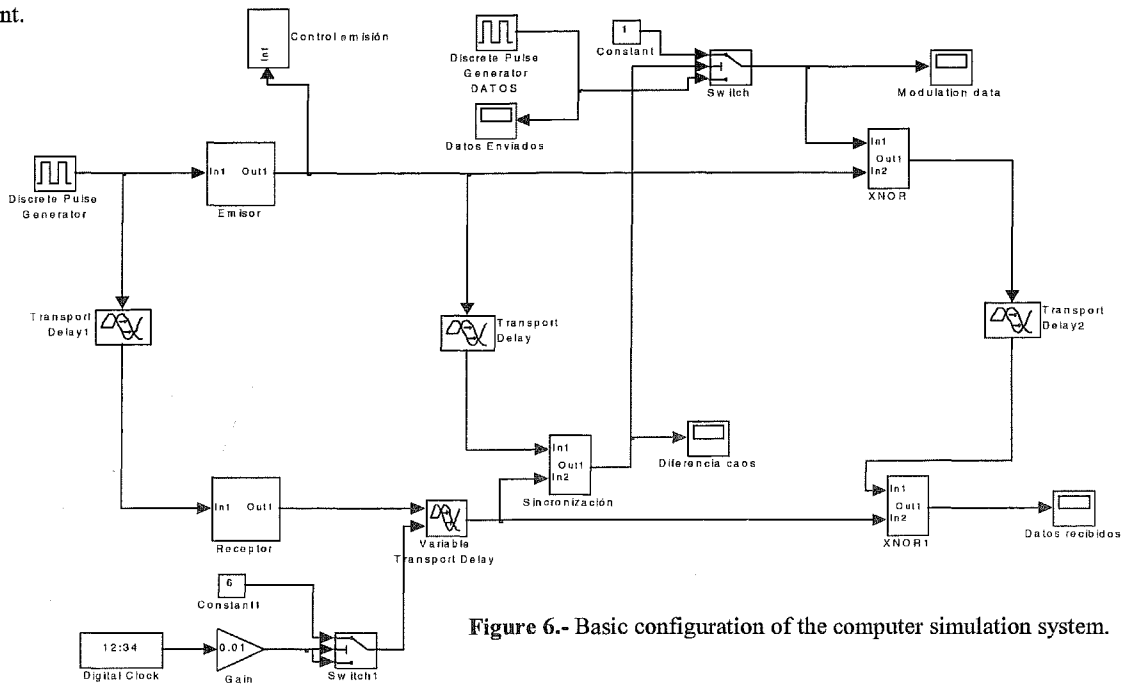 nt.
Control emisión
Int
Discrete Pulse
Generator
DATOS
1
Constant
Switch
Modulation data
Datos Enviados
In1
Out1
In2
XNOR
Discrete Pulse
Generator
In1 Out1
Emisor
Transport
Delay1
Transport
Delay
Transport
Delay2
In1
Out1
In2
Sincronización
Diferencia caos
In1 Out1
Receptor
Variable
Transport Delay
In1
Out1
In2
XNOR1
Datos recibidos
6
Constant1
12:34
Digital Clock
0.01
Gain
Switch1
Figure 6.- Basic configuration of the computer simulation system.